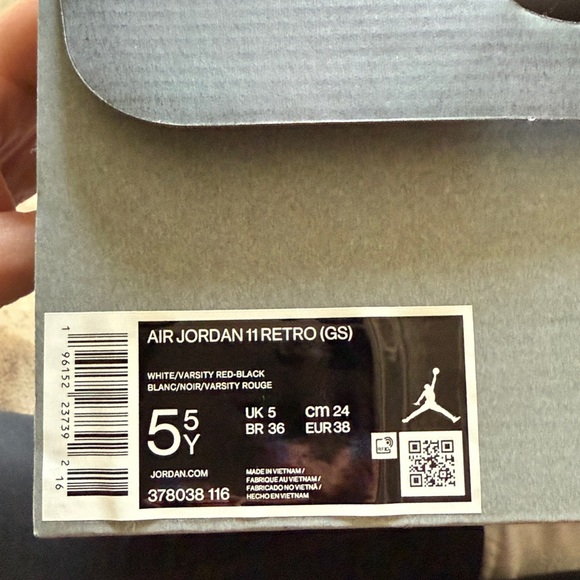 AIR JORDAN 11 RETRO (GS)
WHITE/VARSITY RED-BLACK
BLANC/NOIR/VARSITY ROUGE
5 5 Y
UK 5 cm 24
BR 36 EUR 38
JORDAN.COM
378038 116
MADE IN VIETNAM /
FABRIQUE AU VIETNAM /
FABRICADO NO VIETNÃ /
HECHO EN VIETNAM
1 96152 23739 2 16